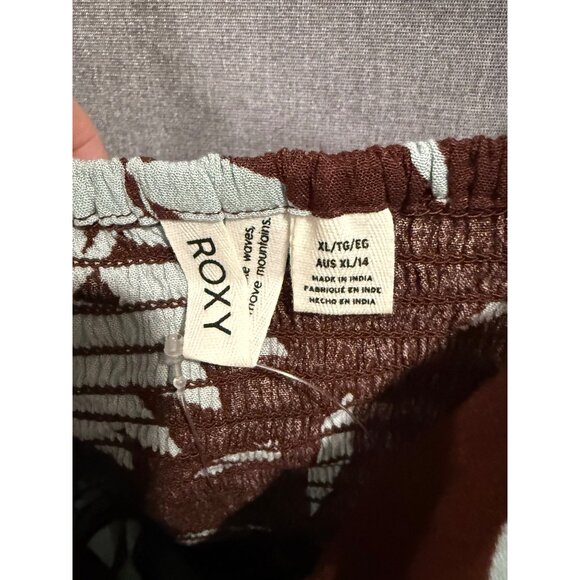 ROXY
e waves,
move mountains.
XL/TG/EG
AUS XL/14
MADE IN INDIA
FABRIQUÉ EN INDE
HECHO EN INDIA